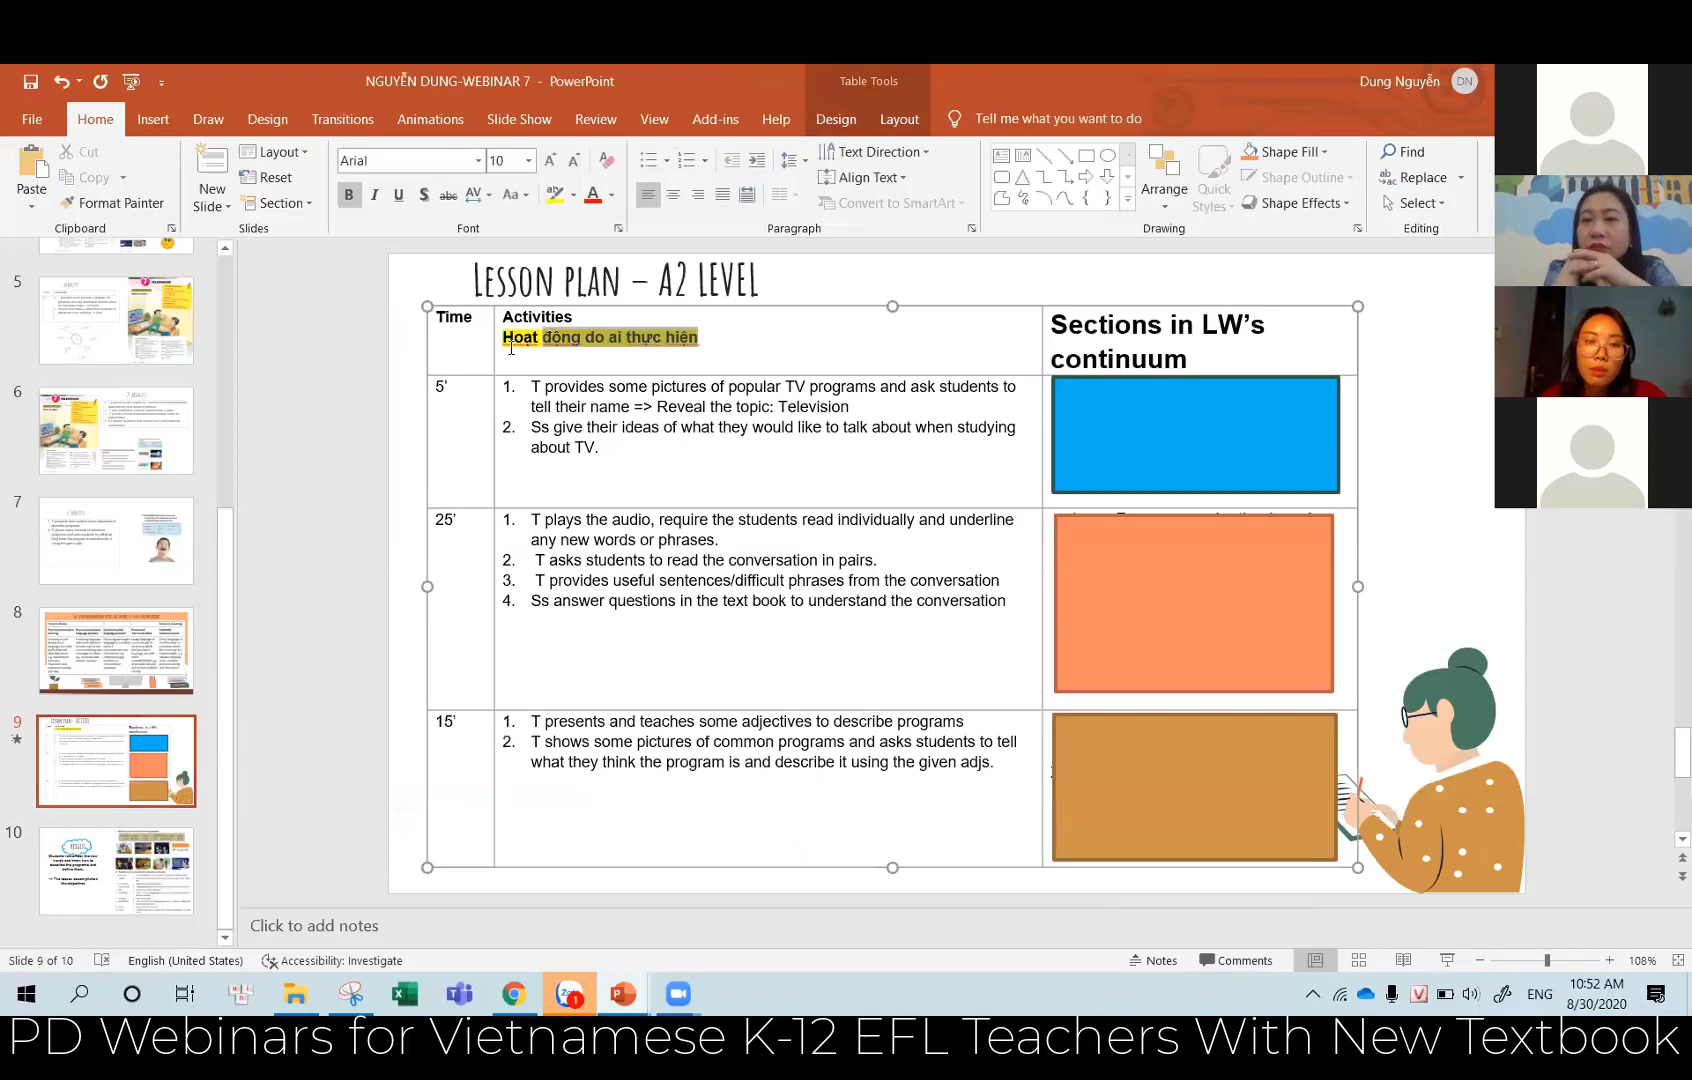 NGUYỄN DUNG-WEBINAR 7 - PowerPoint
Table Tools
Dung Nguyễn
DN
File
Home
Insert
Draw
Design
Transitions
Animations
Slide Show
Review
View
Add-ins
Help
Design
Layout
Tell me what you want to do
Paste
Cut
Copy
Format Painter
Clipboard
New
Slide
Layout
Reset
Section
Slides
Arial
10
B I U S abc AV Aa A
Font
Text Direction
Align Text
Convert to SmartArt
Paragraph
Arrange
Quick
Styles
Shape Fill
Shape Outline
Shape Effects
Drawing
Find
Replace
Select
Editing
5
6
7
8
9
10
LESSON PLAN – A2 LEVEL
Time
Activities
Hoạt động do ai thực hiện
Sections in LW's
continuum
5'
1. T provides some pictures of popular TV programs and ask students to
tell their name => Reveal the topic: Television
2. Ss give their ideas of what they would like to talk about when studying
about TV.
25'
1. T plays the audio, require the students read individually and underline
any new words or phrases.
2. T asks students to read the conversation in pairs.
3. T provides useful sentences/difficult phrases from the conversation
4. Ss answer questions in the text book to understand the conversation
15'
1. T presents and teaches some adjectives to describe programs
2. T shows some pictures of common programs and asks students to tell
what they think the program is and describe it using the given adjs.
Click to add notes
Slide 9 of 10
English (United States)
Accessibility: Investigate
Notes
Comments
108%
ENG
10:52 AM
8/30/2020
PD Webinars for Vietnamese K-12 EFL Teachers With New Textbook